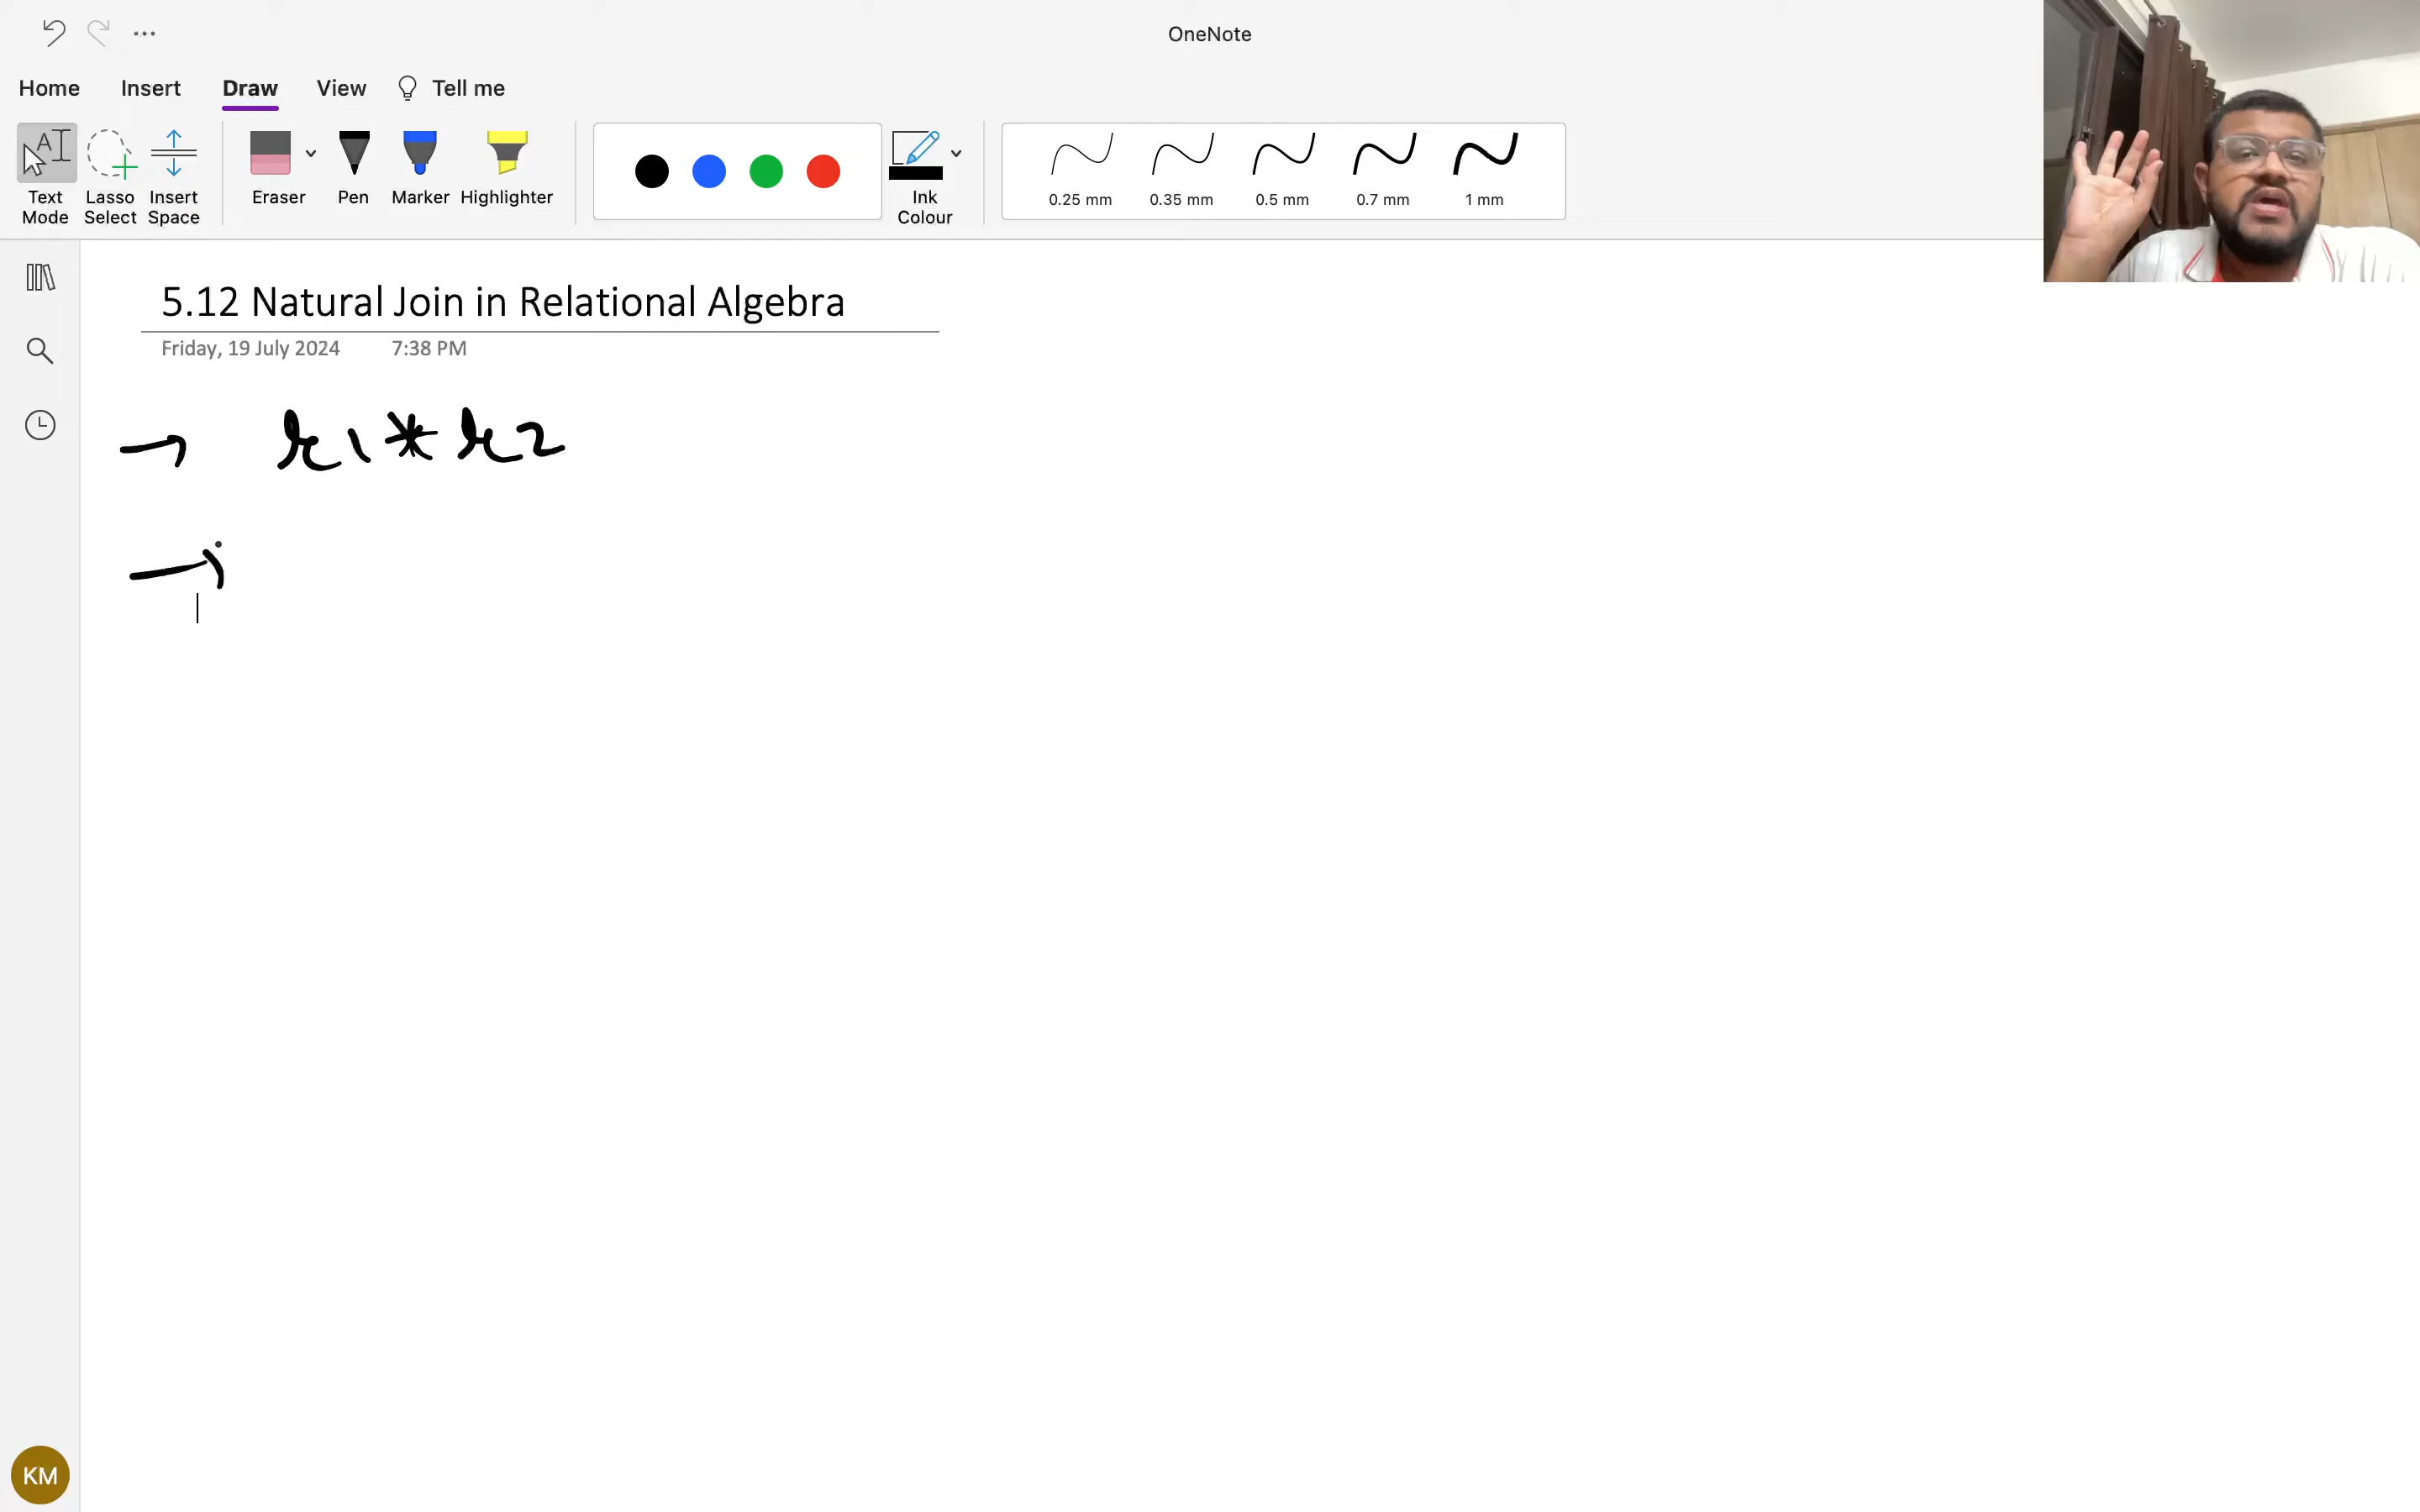 OneNote
Home Insert Draw View Tell me
A
Text Mode
Lasso Select
Insert Space
Eraser
Pen
Marker
Highlighter
Ink Colour
0.25 mm 0.35 mm 0.5 mm 0.7 mm 1 mm
5.12 Natural Join in Relational Algebra
Friday, 19 July 2024 7:38 PM
→ r1 * r2
→
KM